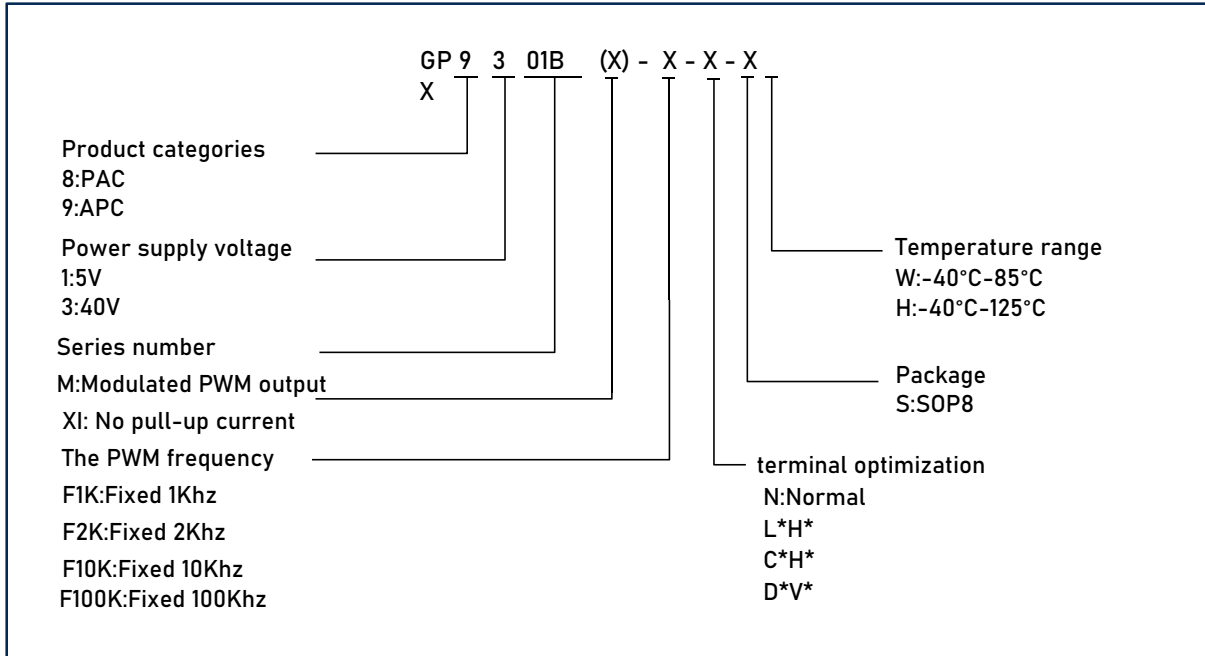 GP 9 3 01B (X) - X - X - X
X
Product categories
8:PAC
9:APC
Power supply voltage
1:5V
3:40V
Series number
M:Modulated PWM output
XI: No pull-up current
The PWM frequency
F1K:Fixed 1Khz
F2K:Fixed 2Khz
F10K:Fixed 10Khz
F100K:Fixed 100Khz
Temperature range
W:-40°C-85°C
H:-40°C-125°C
Package
S:SOP8
terminal optimization
N:Normal
L*H*
C*H*
D*V*